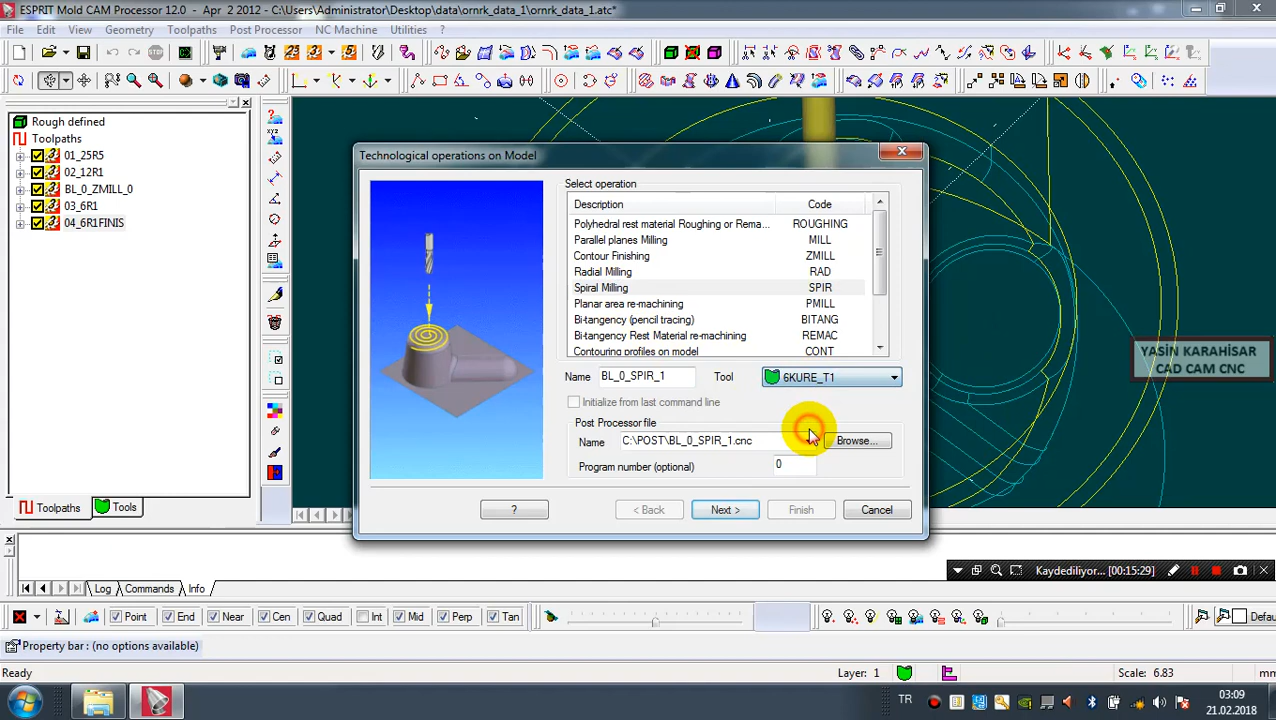 ESPRIT Mold CAM Processor 12.0 - Apr 2 2012 - C:\Users\Administrator\Desktop\data\ornrk_data_1\ornrk_data_1.atc*
File Edit View Geometry Toolpaths Post Processor NC Machine Utilities ?
Rough defined
Toolpaths
01_25R5
02_12R1
BL_0_ZMILL_0
03_6R1
04_6R1FINIS
Toolpaths Tools
Technological operations on Model
Select operation
Description Code
Polyhedral rest material Roughing or Rema... ROUGHING
Parallel planes Milling MILL
Contour Finishing ZMILL
Radial Milling RAD
Spiral Milling SPIR
Planar area re-machining PMILL
Bi-tangency (pencil tracing) BITANG
Bi-tangency Rest Material re-machining REMAC
Contouring profiles on model CONT
Name BL_0_SPIR_1 Tool 6KURE_T1
Initialize from last command line
Post Processor file
Name C:\POST\BL_0_SPIR_1.cnc Browse...
Program number (optional) 0
? < Back Next > Finish Cancel
YASİN KARAHİSAR
CAD CAM CNC
Kaydediliyor... [00:15:29]
Log Commands Info
Point End Near Cen Quad Int Mid Perp Tan Defau
Property bar : (no options available)
Ready Layer: 1 Scale: 6.83 mm
TR 03:09
21.02.2018